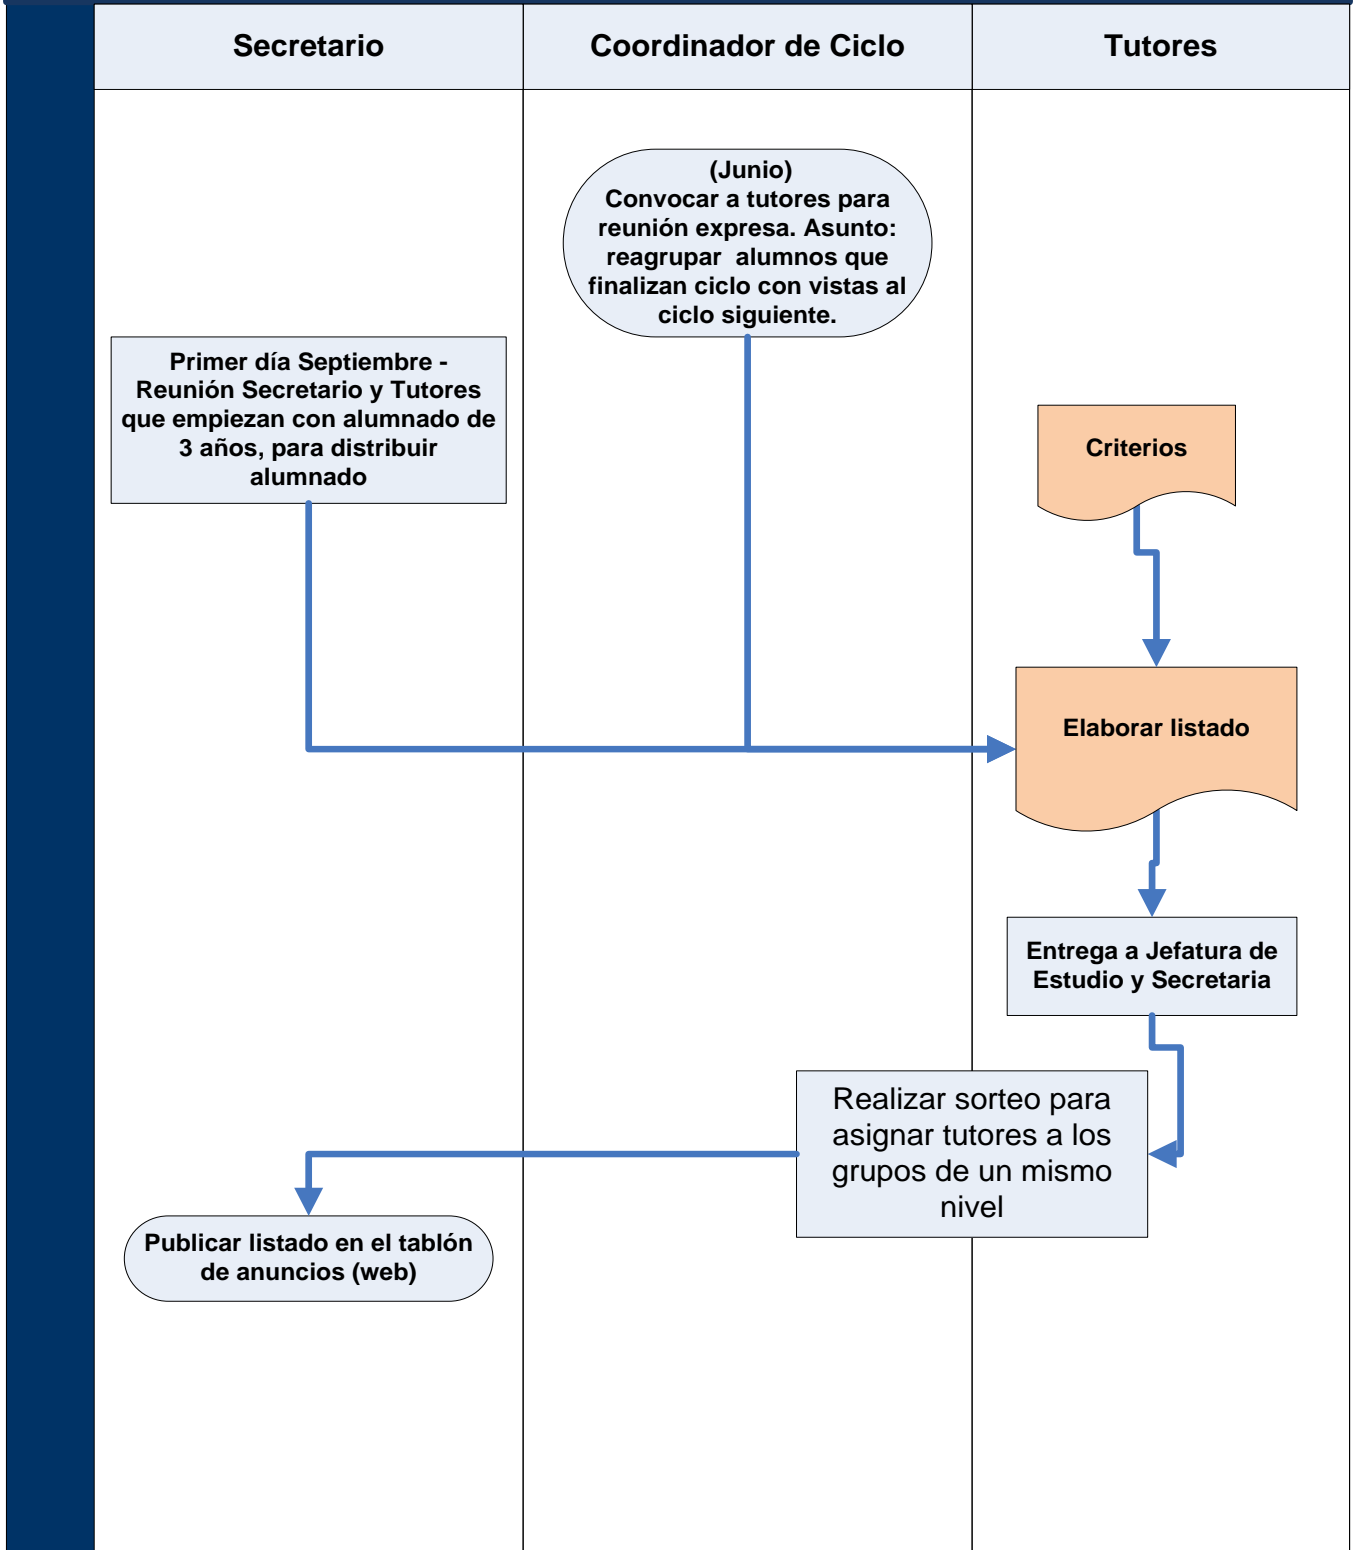 Secretario
Coordinador de Ciclo
Tutores
(Junio)
Convocar a tutores para
reunión expresa. Asunto:
reagrupar alumnos que
finalizan ciclo con vistas al
ciclo siguiente.
Primer día Septiembre -
Reunión Secretario y Tutores
que empiezan con alumnado de
3 años, para distribuir
alumnado
Criterios
Elaborar listado
Entrega a Jefatura de
Estudio y Secretaria
Realizar sorteo para
asignar tutores a los
grupos de un mismo
nivel
Publicar listado en el tablón
de anuncios (web)